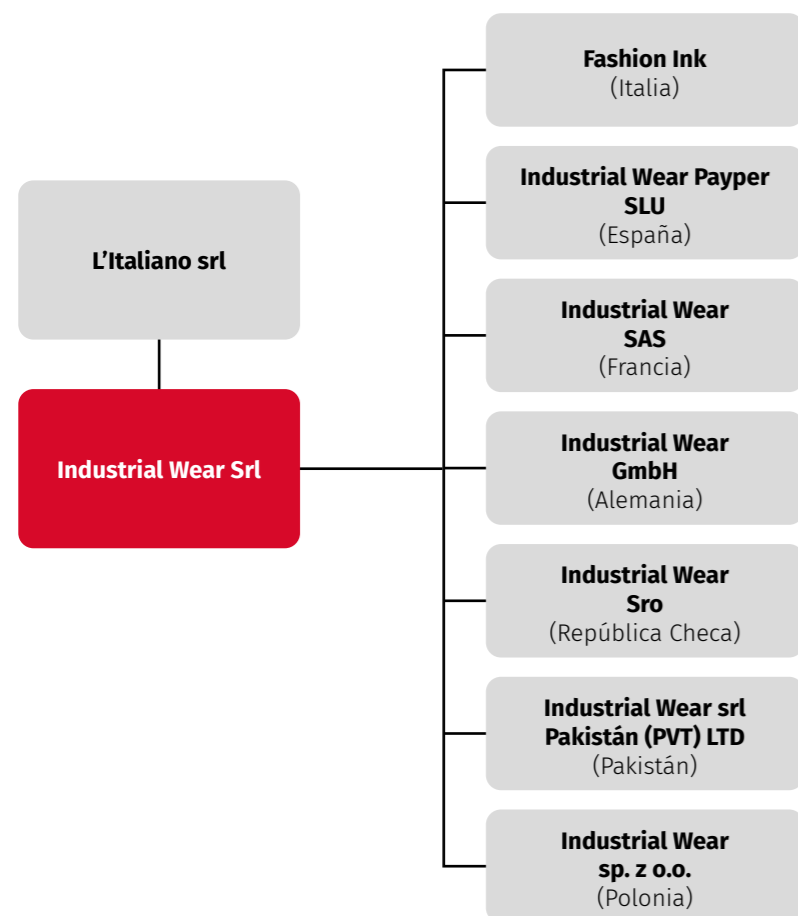 L’Italiano srl
Industrial Wear Srl
Fashion Ink
(Italia)
Industrial Wear Payper
SLU
(España)
Industrial Wear
SAS
(Francia)
Industrial Wear
GmbH
(Alemania)
Industrial Wear
Sro
(República Checa)
Industrial Wear srl
Pakistán (PVT) LTD
(Pakistán)
Industrial Wear
sp. z o.o.
(Polonia)